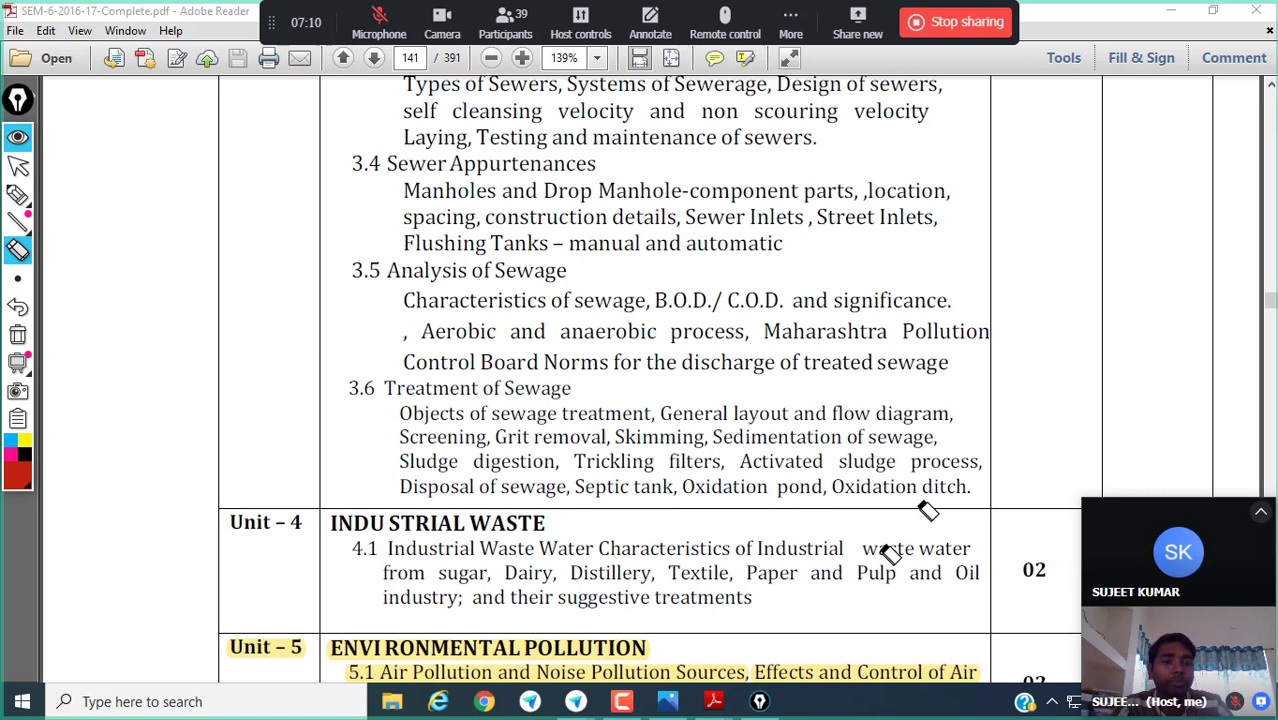 SEM-6-2016-17-Complete.pdf - Adobe Reader
07:10
Microphone
Camera
39
Participants
Host controls
Annotate
Remote control
More
Share new
Stop sharing
File Edit View Window Help
Open
141 / 391
139%
Tools
Fill & Sign
Comment
Types of Sewers, Systems of Sewerage, Design of sewers,
self cleansing velocity and non scouring velocity
Laying, Testing and maintenance of sewers.
3.4 Sewer Appurtenances
Manholes and Drop Manhole-component parts, ,location,
spacing, construction details, Sewer Inlets , Street Inlets,
Flushing Tanks – manual and automatic
3.5 Analysis of Sewage
Characteristics of sewage, B.O.D./ C.O.D. and significance.
, Aerobic and anaerobic process, Maharashtra Pollution
Control Board Norms for the discharge of treated sewage
3.6 Treatment of Sewage
Objects of sewage treatment, General layout and flow diagram,
Screening, Grit removal, Skimming, Sedimentation of sewage,
Sludge digestion, Trickling filters, Activated sludge process,
Disposal of sewage, Septic tank, Oxidation pond, Oxidation ditch.
Unit – 4
INDU STRIAL WASTE
4.1 Industrial Waste Water Characteristics of Industrial waste water
from sugar, Dairy, Distillery, Textile, Paper and Pulp and Oil
industry; and their suggestive treatments
02
Unit – 5
ENVI RONMENTAL POLLUTION
5.1 Air Pollution and Noise Pollution Sources, Effects and Control of Air
SK
SUJEET KUMAR
SUJEE... (Host, me)
Type here to search